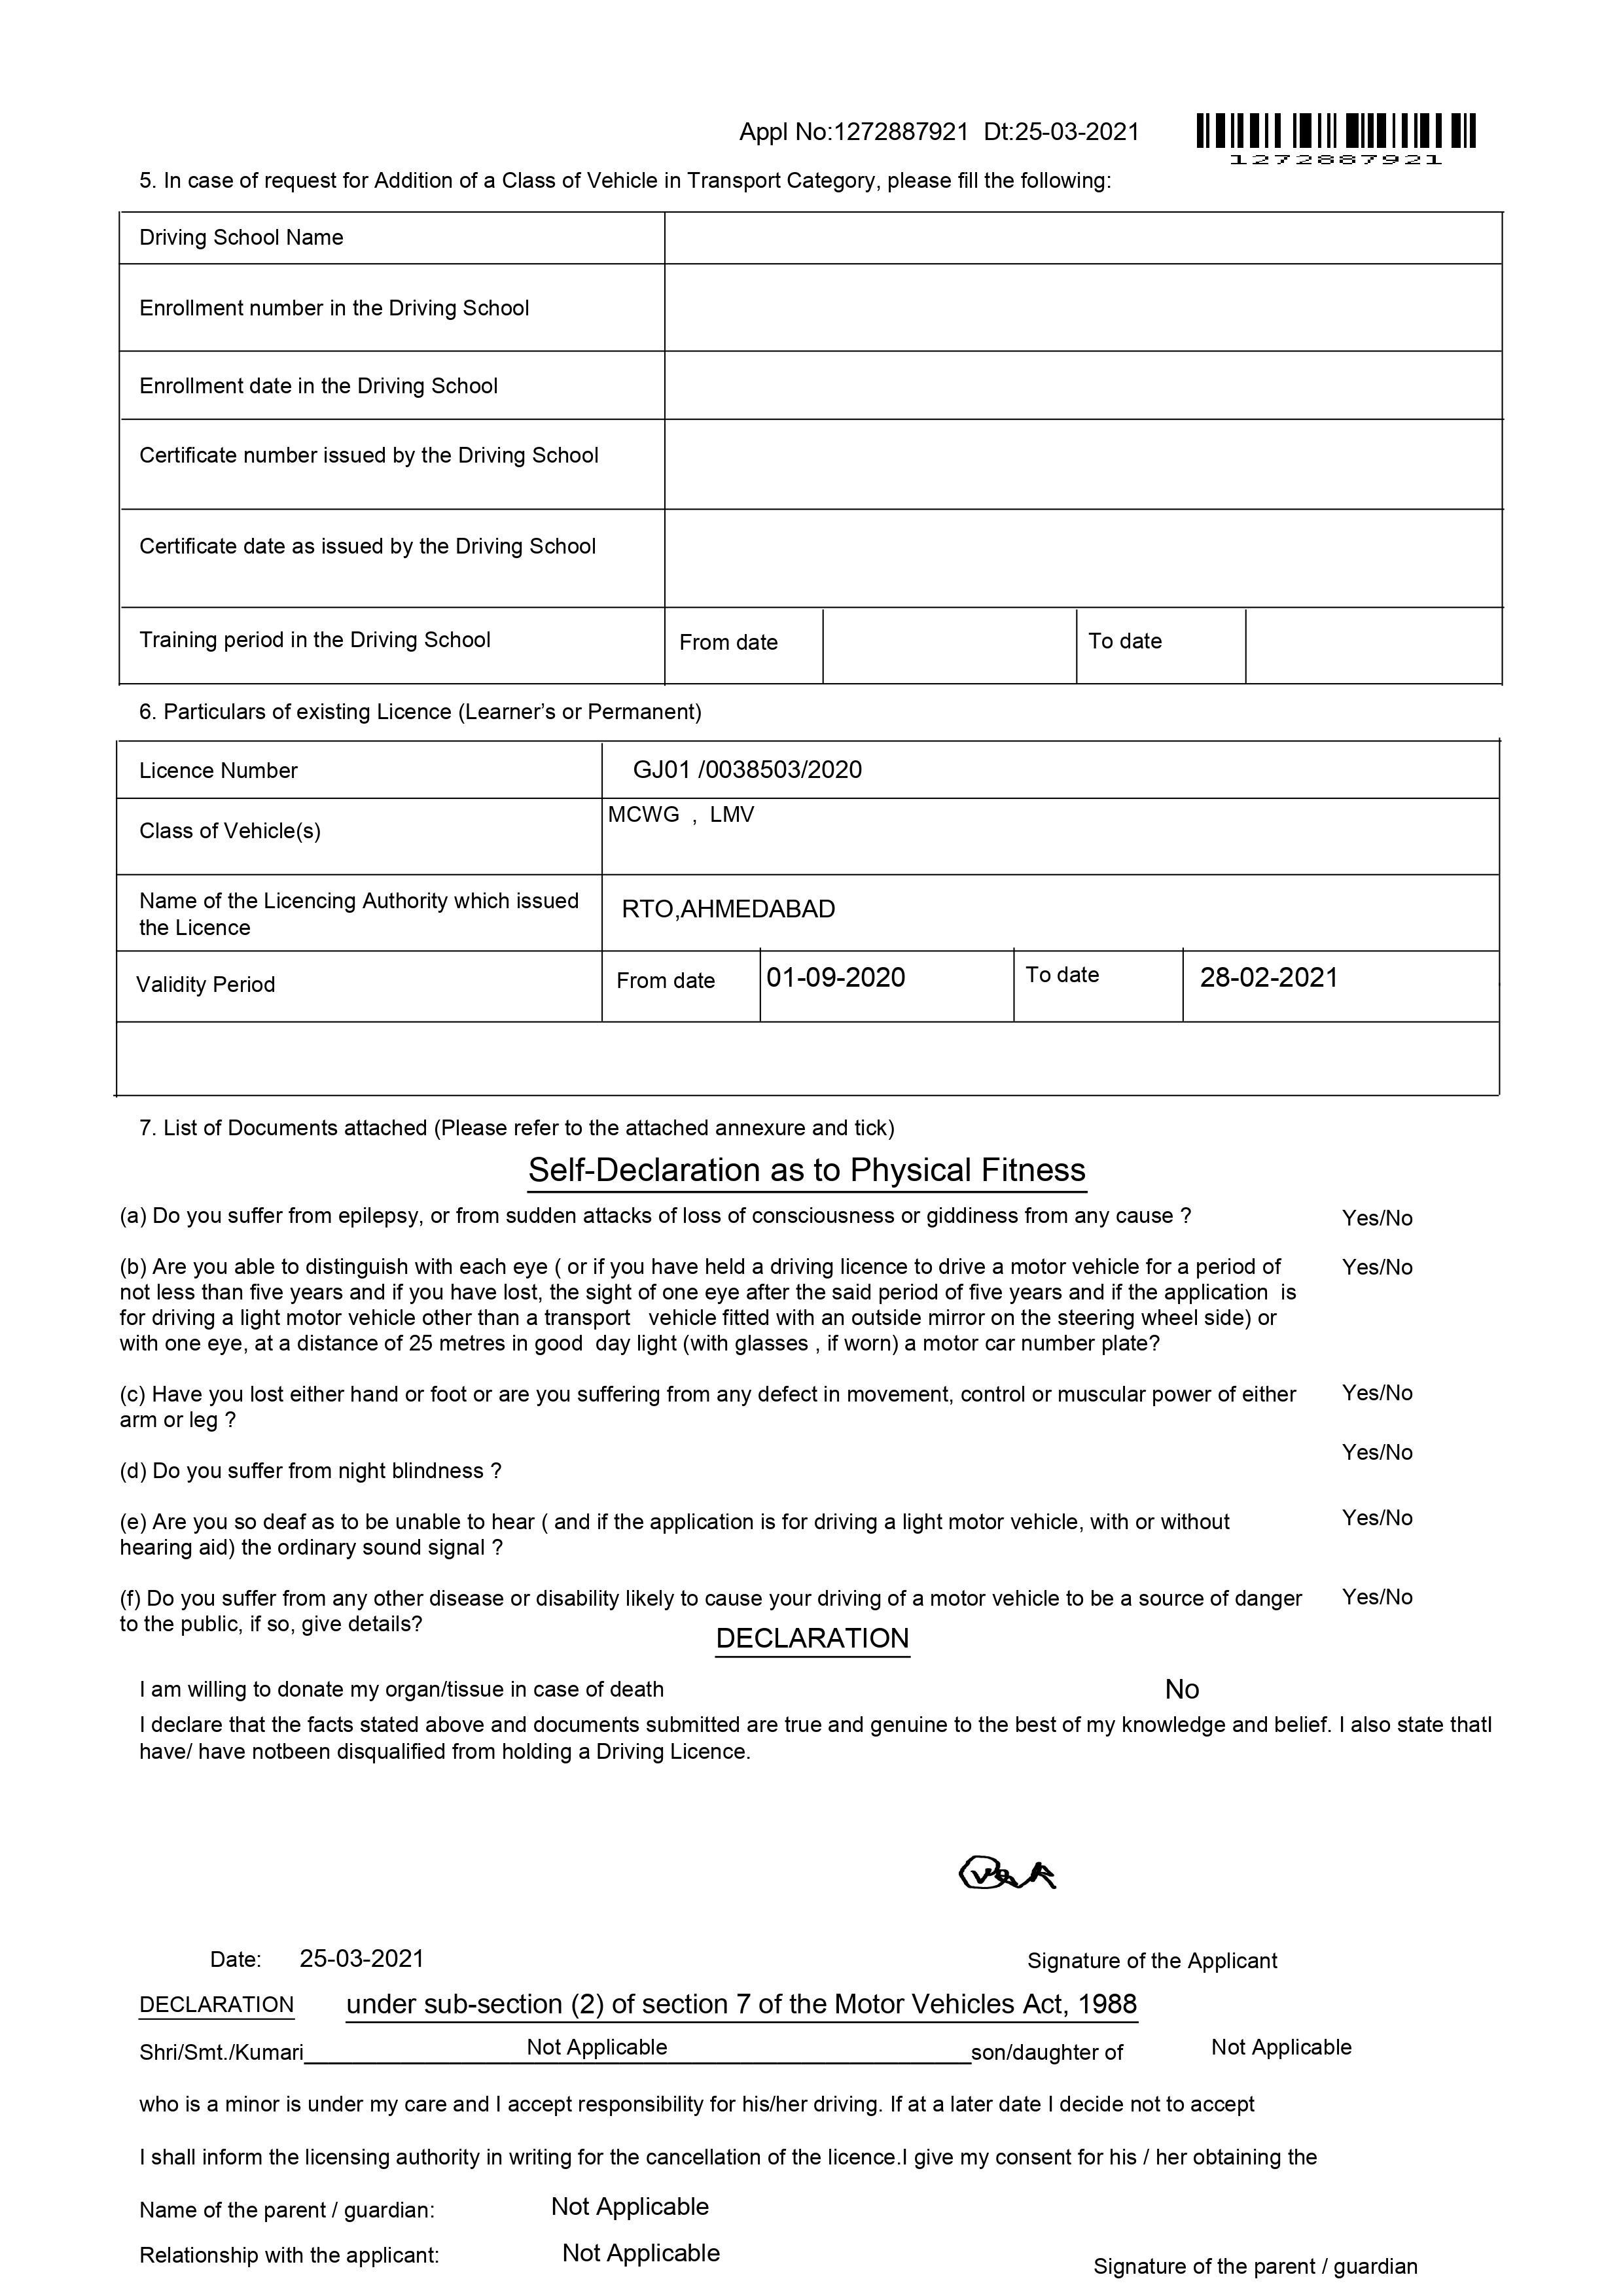 Appl No:1272887921 Dt:25-03-2021
1272887921
5. In case of request for Addition of a Class of Vehicle in Transport Category, please fill the following:
Driving School Name
Enrollment number in the Driving School
Enrollment date in the Driving School
Certificate number issued by the Driving School
Certificate date as issued by the Driving School
Training period in the Driving School From date To date
6. Particulars of existing Licence (Learner's or Permanent)
Licence Number GJ01 /0038503/2020
Class of Vehicle(s) MCWG , LMV
Name of the Licencing Authority which issued
the Licence RTO,AHMEDABAD
Validity Period From date 01-09-2020 To date 28-02-2021
7. List of Documents attached (Please refer to the attached annexure and tick)
Self-Declaration as to Physical Fitness
(a) Do you suffer from epilepsy, or from sudden attacks of loss of consciousness or giddiness from any cause ? Yes/No
(b) Are you able to distinguish with each eye ( or if you have held a driving licence to drive a motor vehicle for a period of Yes/No
not less than five years and if you have lost, the sight of one eye after the said period of five years and if the application is
for driving a light motor vehicle other than a transport vehicle fitted with an outside mirror on the steering wheel side) or
with one eye, at a distance of 25 metres in good day light (with glasses , if worn) a motor car number plate?
(c) Have you lost either hand or foot or are you suffering from any defect in movement, control or muscular power of either Yes/No
arm or leg ?
(d) Do you suffer from night blindness ? Yes/No
(e) Are you so deaf as to be unable to hear ( and if the application is for driving a light motor vehicle, with or without Yes/No
hearing aid) the ordinary sound signal ?
(f) Do you suffer from any other disease or disability likely to cause your driving of a motor vehicle to be a source of danger Yes/No
to the public, if so, give details?
DECLARATION
I am willing to donate my organ/tissue in case of death No
I declare that the facts stated above and documents submitted are true and genuine to the best of my knowledge and belief. I also state thatI
have/ have notbeen disqualified from holding a Driving Licence.
Date: 25-03-2021 Signature of the Applicant
DECLARATION under sub-section (2) of section 7 of the Motor Vehicles Act, 1988
Shri/Smt./Kumari Not Applicable son/daughter of Not Applicable
who is a minor is under my care and I accept responsibility for his/her driving. If at a later date I decide not to accept
I shall inform the licensing authority in writing for the cancellation of the licence.I give my consent for his / her obtaining the
Name of the parent / guardian: Not Applicable
Relationship with the applicant: Not Applicable
Signature of the parent / guardian